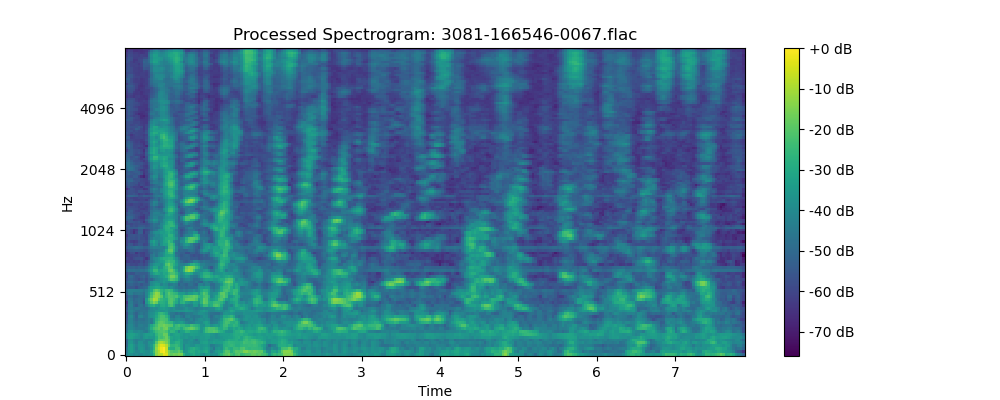 Processed Spectrogram: 3081-166546-0067.flac
Hz
4096
2048
1024
512
0
0 1 2 3 4 5 6 7
Time
+0 dB
-10 dB
-20 dB
-30 dB
-40 dB
-50 dB
-60 dB
-70 dB